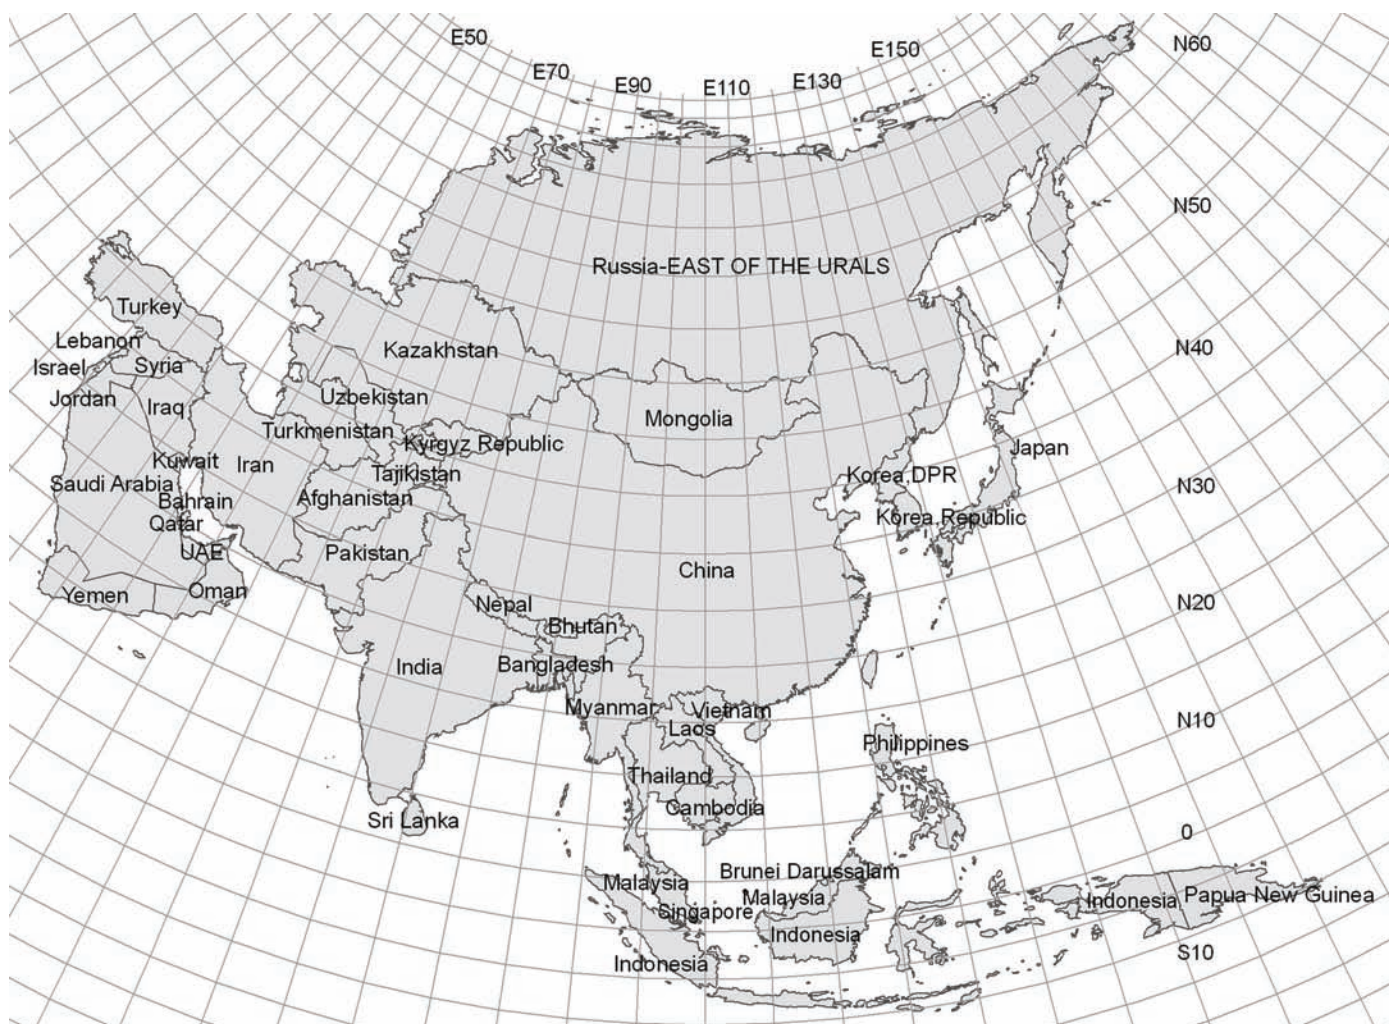 E50
E70
E90
E110
E130
E150
N60
N50
N40
N30
N20
N10
0
S10
Russia-EAST OF THE URALS
Turkey
Lebanon
Israel
Syria
Jordan
Iraq
Kuwait
Iran
Saudi Arabia
Bahrain
Qatar
UAE
Oman
Yemen
Kazakhstan
Uzbekistan
Turkmenistan
Kyrgyz Republic
Tajikistan
Afghanistan
Pakistan
Mongolia
Korea,DPR
Japan
Korea,Republic
China
Nepal
Bhutan
India
Bangladesh
Myanmar
Vietnam
Laos
Thailand
Cambodia
Philippines
Sri Lanka
Brunei Darussalam
Malaysia
Malaysia
Singapore
Indonesia
Indonesia
Indonesia
Papua New Guinea